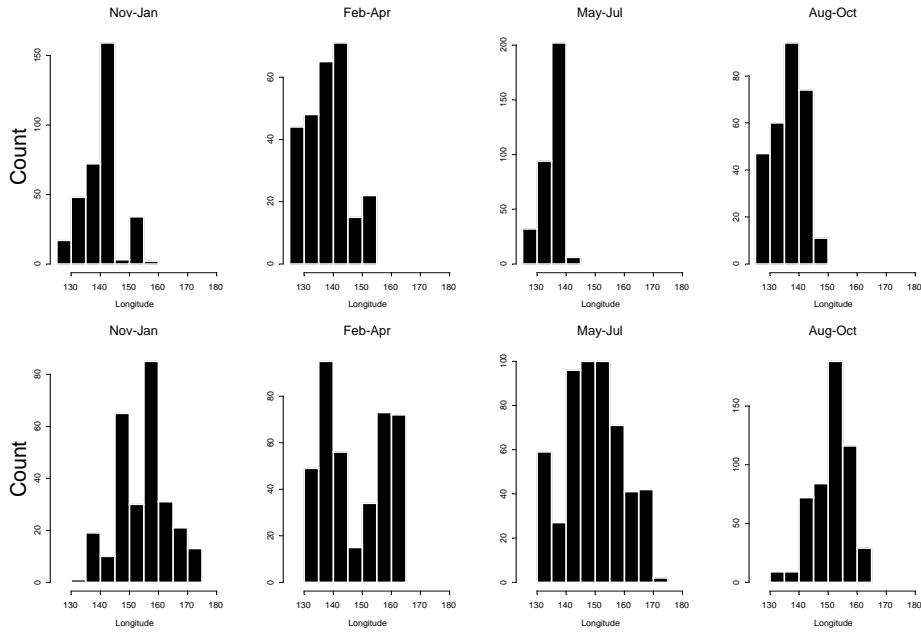 Nov-Jan
Feb-Apr
May-Jul
Aug-Oct
Count
0 50 100 150
0 20 40 60
0 50 100 150 200
0 20 40 60 80
130 140 150 160 170 180
130 140 150 160 170 180
130 140 150 160 170 180
130 140 150 160 170 180
Longitude
Longitude
Longitude
Longitude
Nov-Jan
Feb-Apr
May-Jul
Aug-Oct
Count
0 20 40 60 80
0 20 40 60 80
0 20 40 60 80 100
0 50 100 150
130 140 150 160 170 180
130 140 150 160 170 180
130 140 150 160 170 180
130 140 150 160 170 180
Longitude
Longitude
Longitude
Longitude